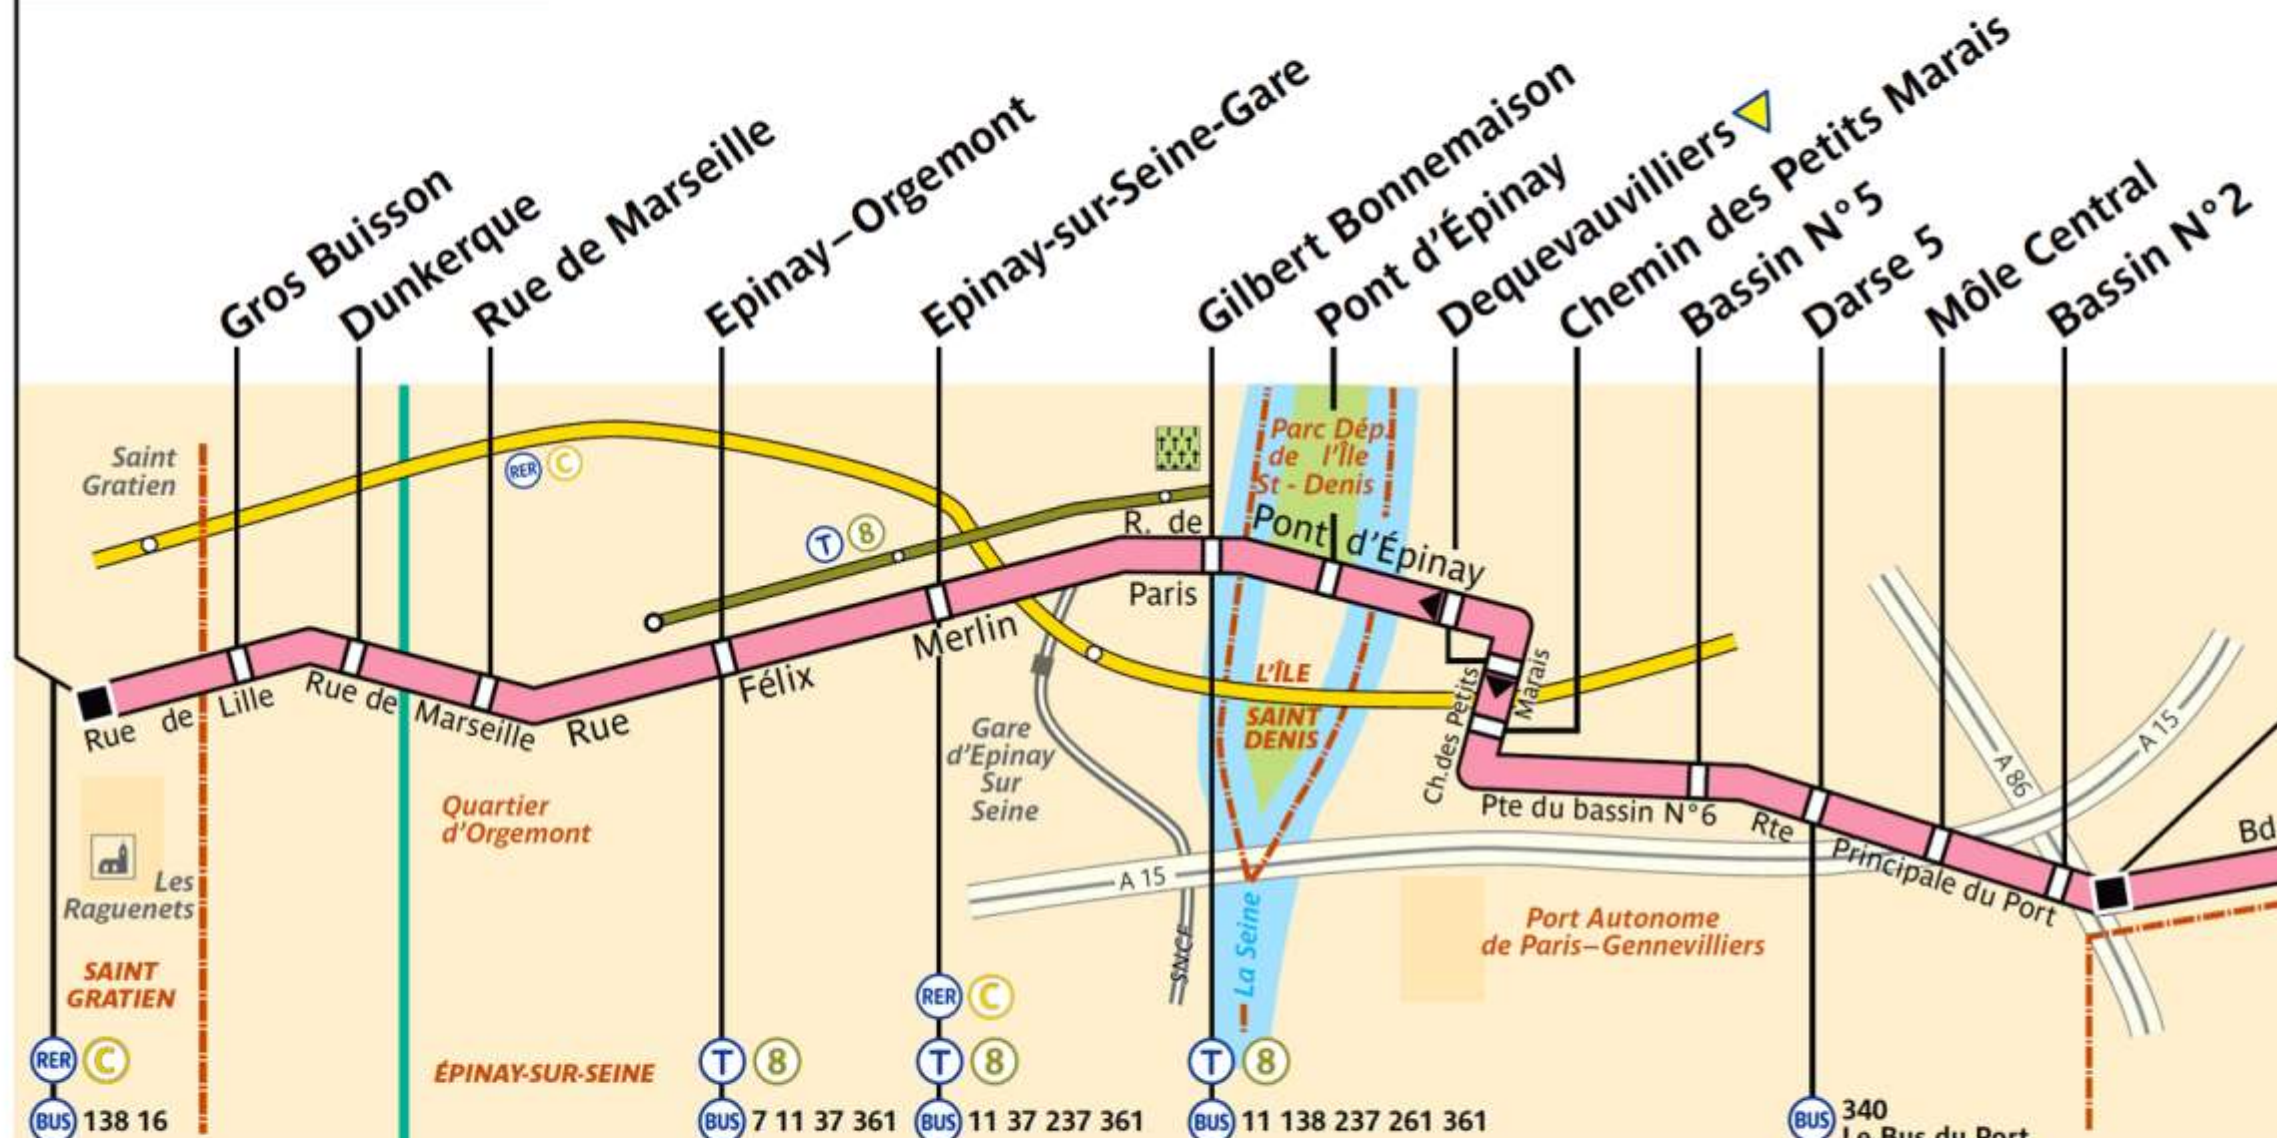 Gros Buisson
Dunkerque
Rue de Marseille
Epinay–Orgemont
Epinay-sur-Seine-Gare
Gilbert Bonnemaison
Pont d'Épinay
Dequevauvilliers
Chemin des Petits Marais
Bassin N°5
Darse 5
Môle Central
Bassin N°2
Saint
Gratien
RER C
T 8
Parc Dép.
de l'Île
St - Denis
R. de
Paris
Pont d'Épinay
Rue de Lille
Rue de Marseille
Rue Félix Merlin
L'ÎLE
SAINT
DENIS
Ch.des Petits
Marais
Gare
d'Epinay
Sur
Seine
Quartier
d'Orgemont
Pte du bassin N°6
Rte Principale du Port
A 86
A 15
Bd
A 15
Les
Raguenets
SAINT
GRATIEN
La Seine
SNCF
Port Autonome
de Paris–Gennevilliers
ÉPINAY-SUR-SEINE
RER C
BUS 138 16
T 8
BUS 7 11 37 361
RER C
T 8
BUS 11 37 237 361
T 8
BUS 11 138 237 261 361
BUS 340
Le Bus du Port